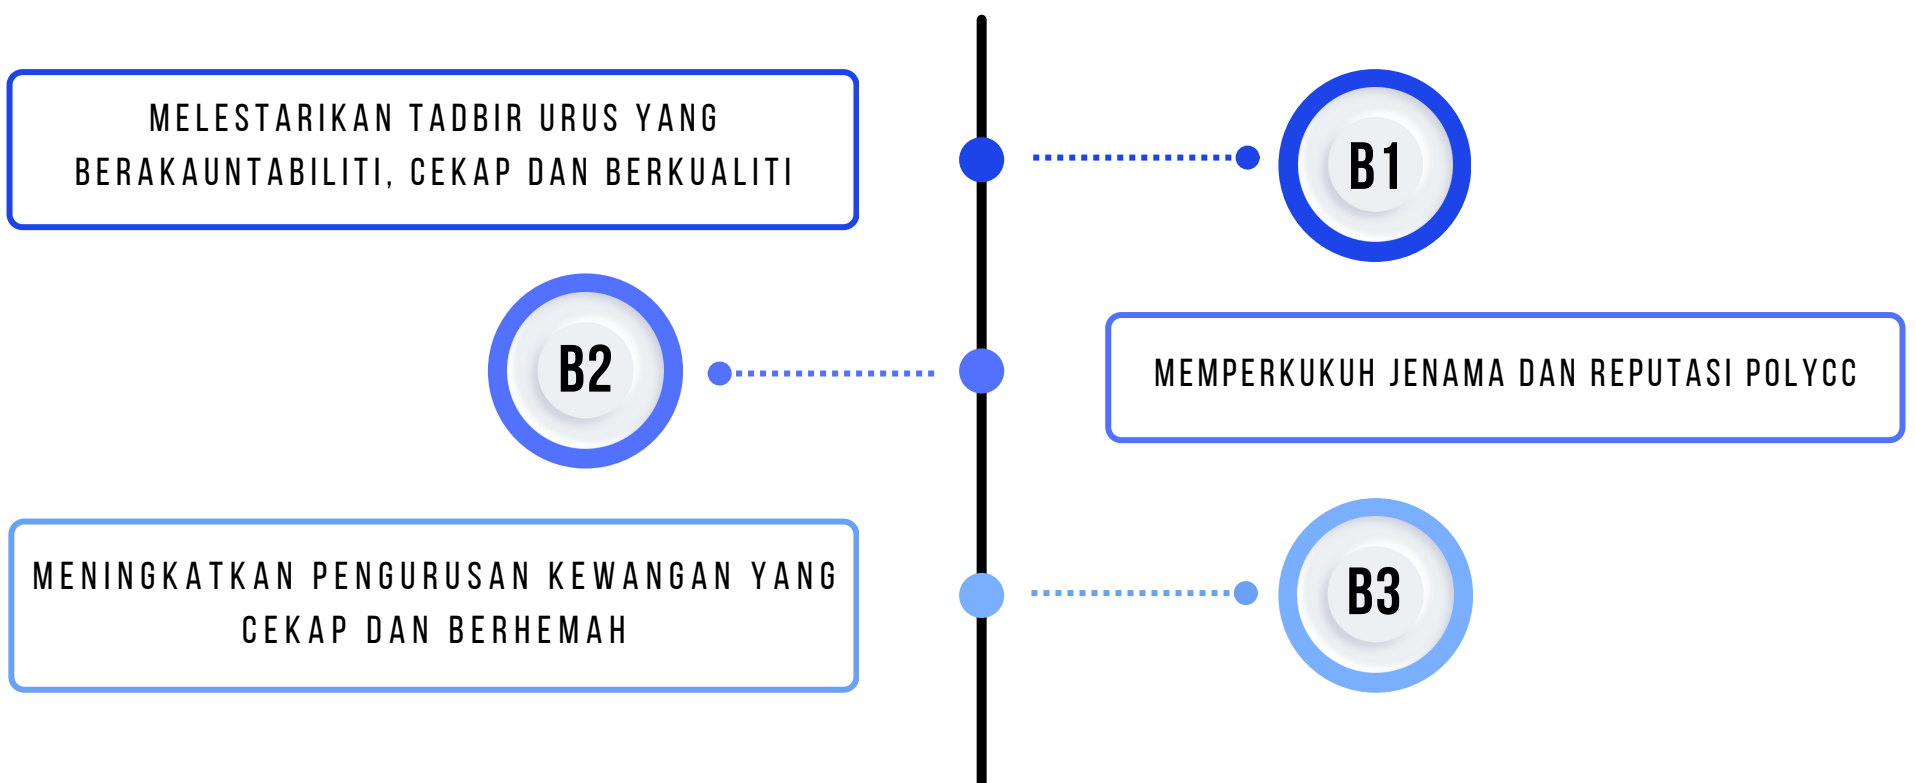 MELESTARIKAN TADBIR URUS YANG
BERAKAUNTABILITI, CEKAP DAN BERKUALITI
B1
B2
MEMPERKUKUH JENAMA DAN REPUTASI POLYCC
MENINGKATKAN PENGURUSAN KEWANGAN YANG
CEKAP DAN BERHEMAH
B3